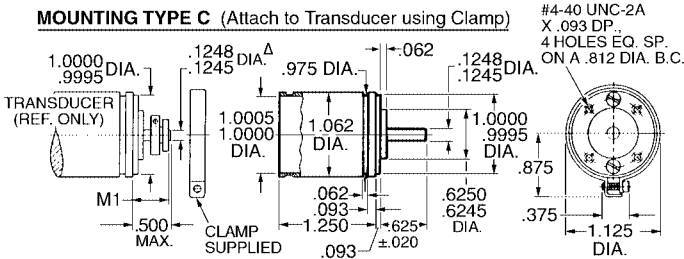 MOUNTING TYPE C (Attach to Transducer using Clamp)
#4-40 UNC-2A
X .093 DP.,
4 HOLES EQ. SP.
ON A .812 DIA. B.C.
1.0000
.9995 DIA.
.1248
.1245 DIA.Δ
.062
.975 DIA.
.1248
.1245 DIA.
TRANSDUCER
(REF. ONLY)
1.0005
1.0000
DIA.
1.062
DIA.
1.0000
.9995
DIA.
.875
M1
.500
MAX.
CLAMP
SUPPLIED
.062
.093
1.250
.093
.625
±.020
.6250
.6245
DIA.
.375
1.125
DIA.